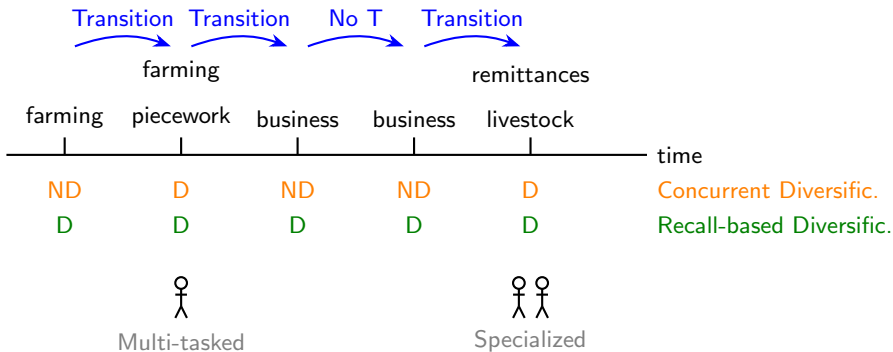 Transition Transition No T Transition
farming remittances
farming piecework business business livestock
time
ND D ND ND D Concurrent Diversific.
D D D D D Recall-based Diversific.
Multi-tasked Specialized